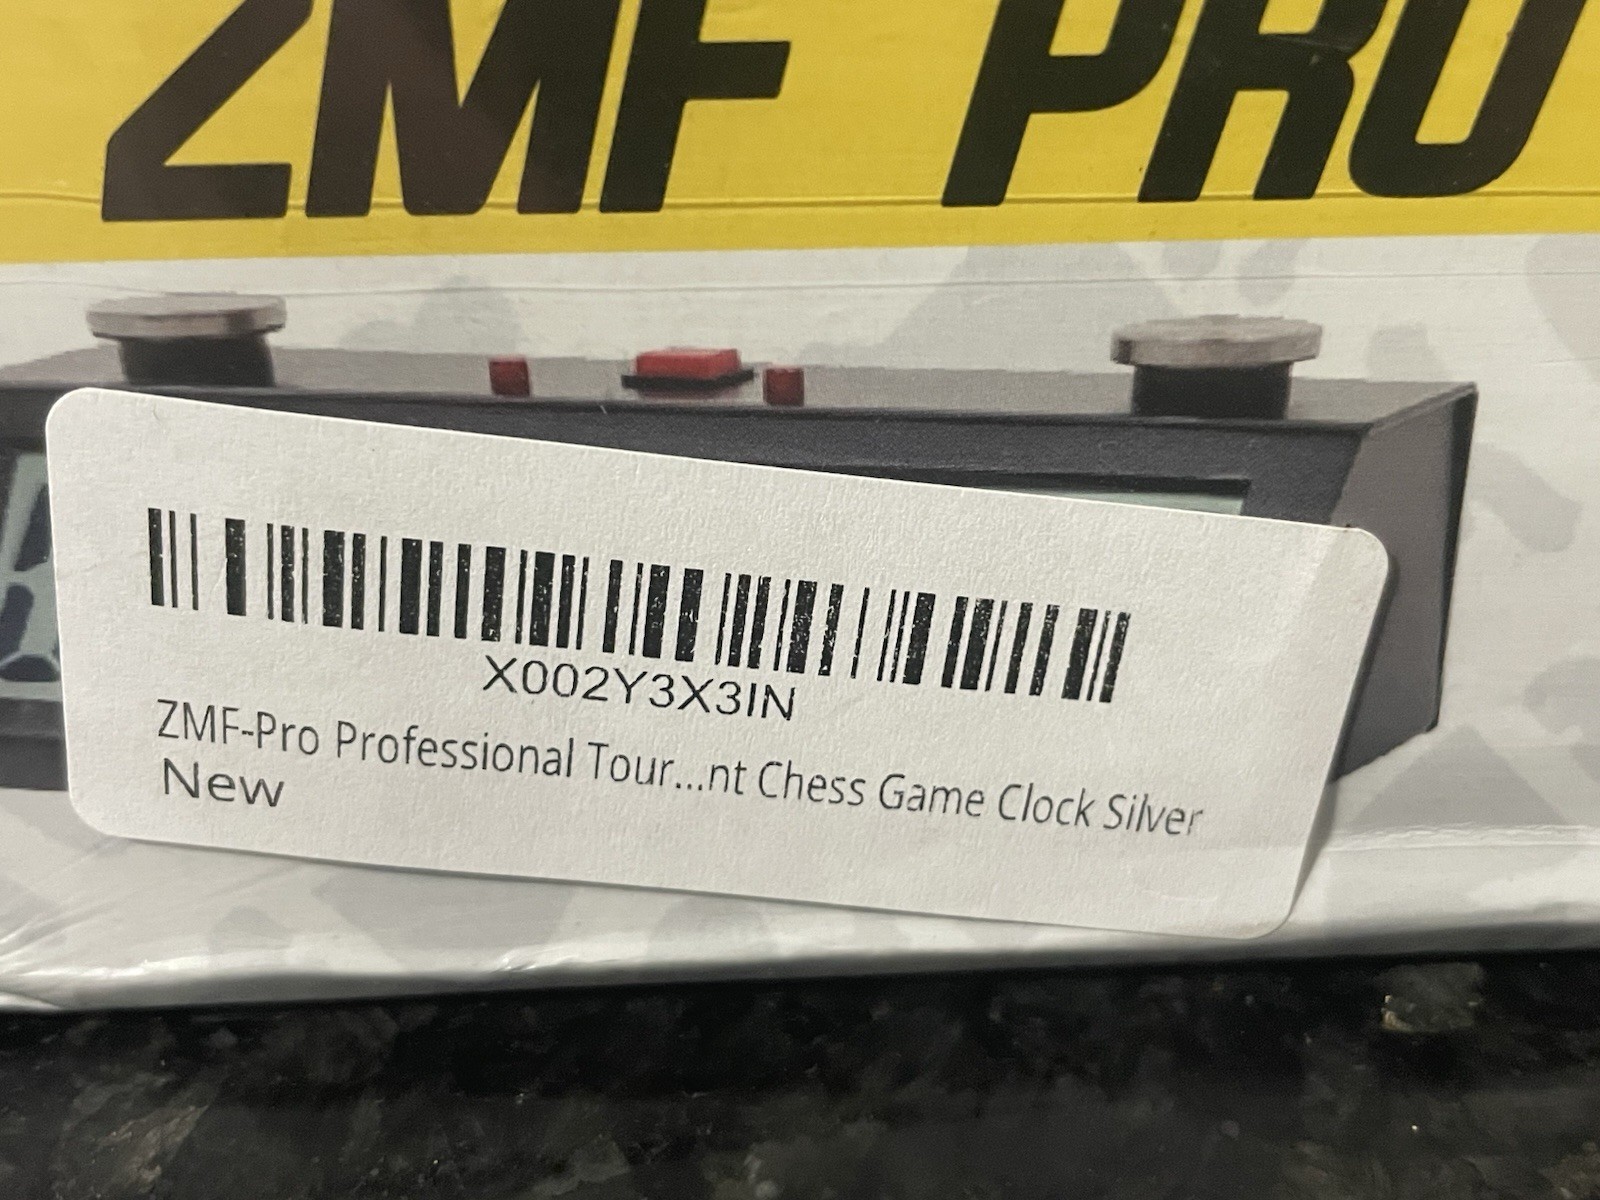 ZMF PRO
X002Y3X3IN
ZMF-Pro Professional Tour...nt Chess Game Clock Silver
New